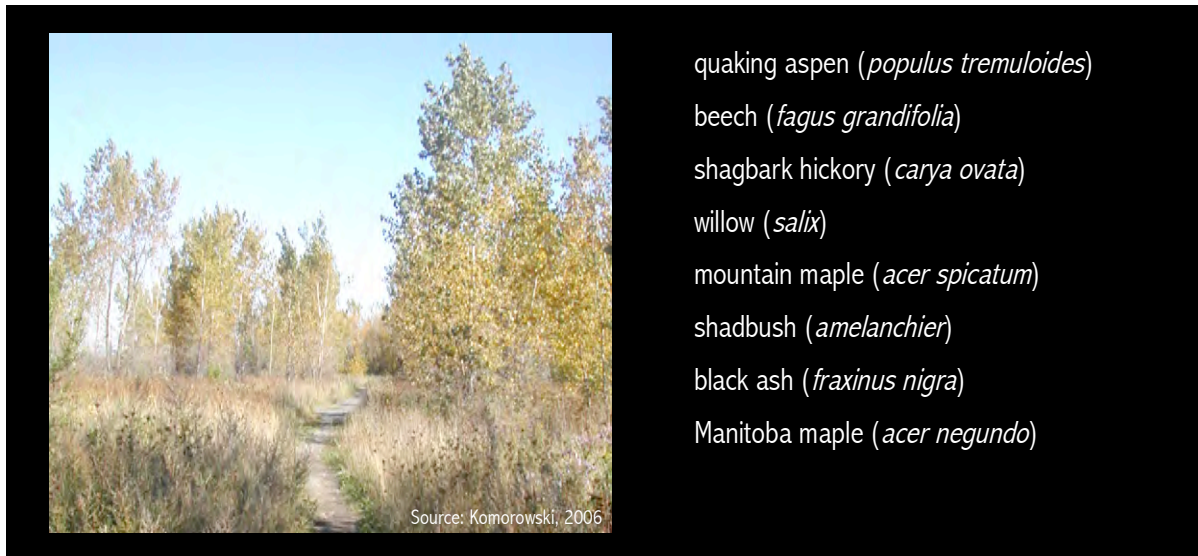 quaking aspen (populus tremuloides)
beech (fagus grandifolia)
shagbark hickory (carya ovata)
willow (salix)
mountain maple (acer spicatum)
shadbush (amelanchier)
black ash (fraxinus nigra)
Manitoba maple (acer negundo)
Source: Komorowski, 2006